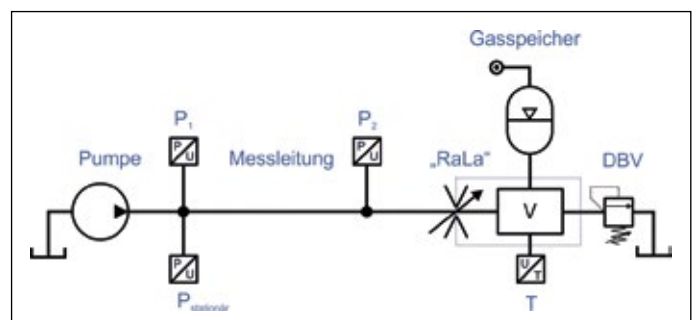 Gasspeicher
P₁
P₂
Pumpe
Messleitung
„RaLa“
DBV
P
U
P
U
V
P
U
U
T
Pstationär
T